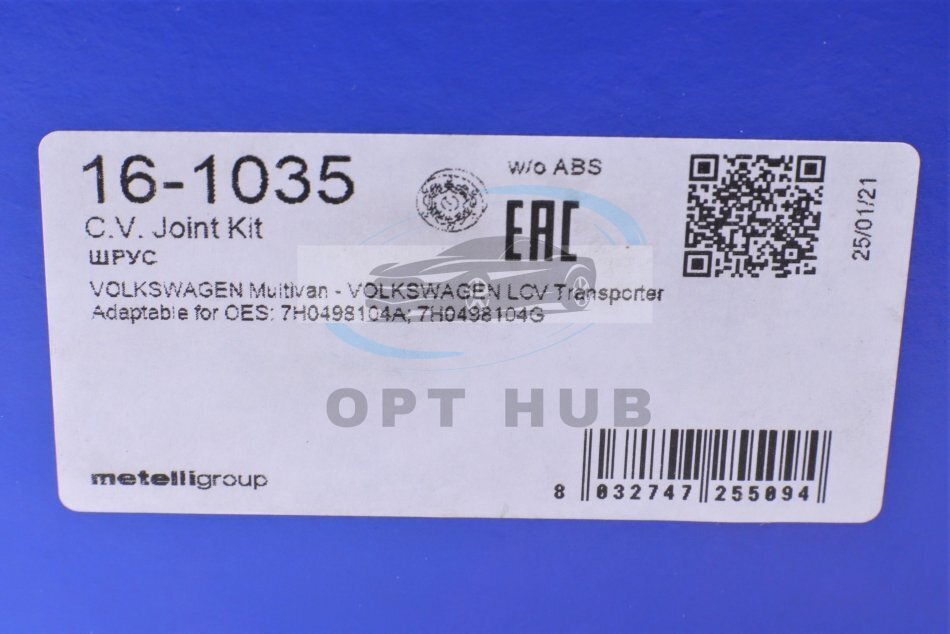 16-1035
w/o ABS
C.V. Joint Kit
EAC
ШРУС
25/01/21
VOLKSWAGEN Multivan - VOLKSWAGEN LCV Transporter
Adaptable for OES: 7H0498104A; 7H0498104G
OPT HUB
metelligroup
8 032747 255094